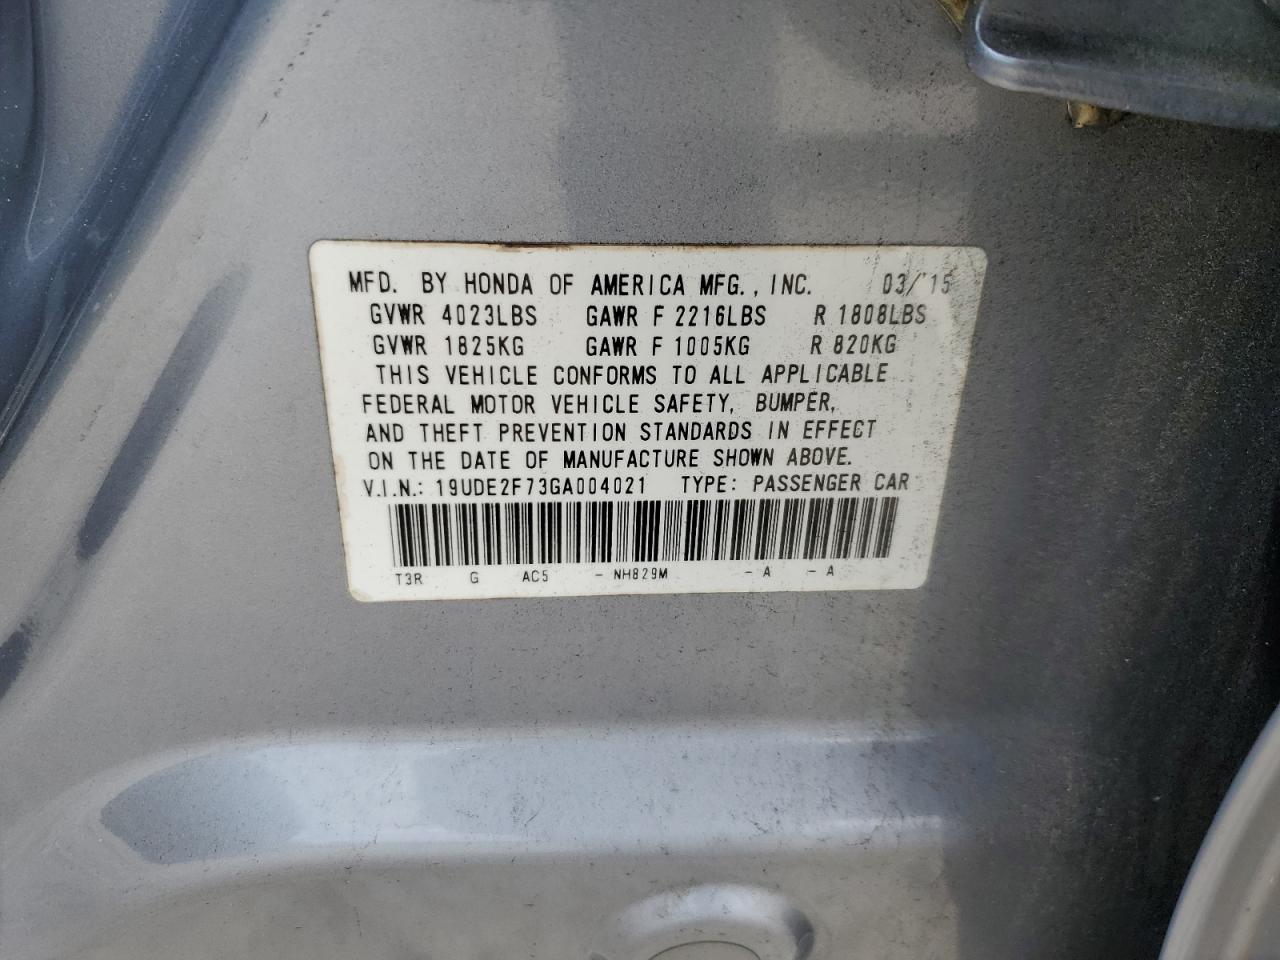 MFD. BY HONDA OF AMERICA MFG., INC. 03/'15
GVWR 4023LBS GAWR F 2216LBS R 1808LBS
GVWR 1825KG GAWR F 1005KG R 820KG
THIS VEHICLE CONFORMS TO ALL APPLICABLE
FEDERAL MOTOR VEHICLE SAFETY, BUMPER,
AND THEFT PREVENTION STANDARDS IN EFFECT
ON THE DATE OF MANUFACTURE SHOWN ABOVE.
V.I.N.: 19UDE2F73GA004021 TYPE: PASSENGER CAR
T3R G AC5 - NH829M - A - A